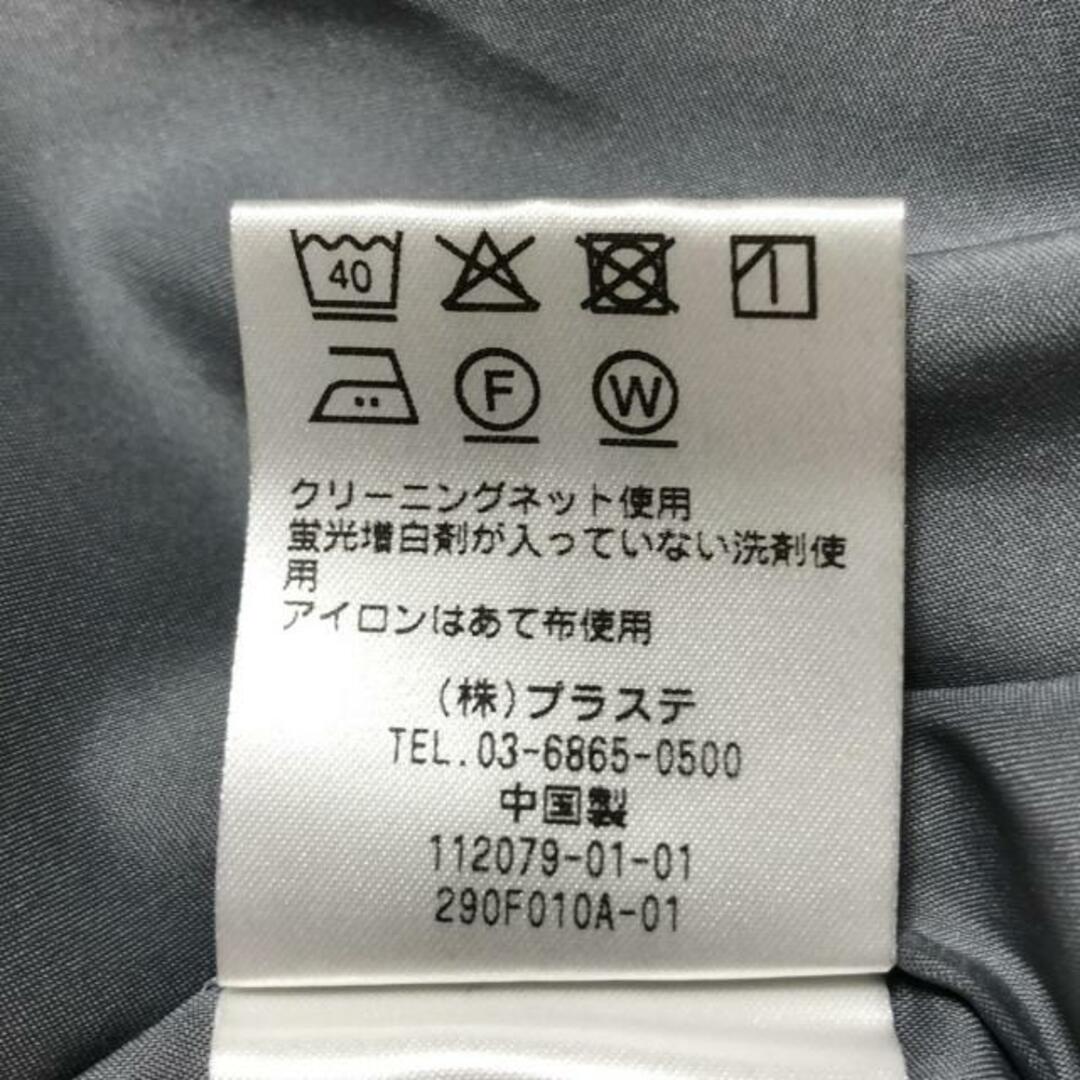 40
F W
クリーニングネット使用
蛍光増白剤が入っていない洗剤使
用
アイロンはあて布使用
(株)プラステ
TEL.03-6865-0500
中国製
112079-01-01
290F010A-01